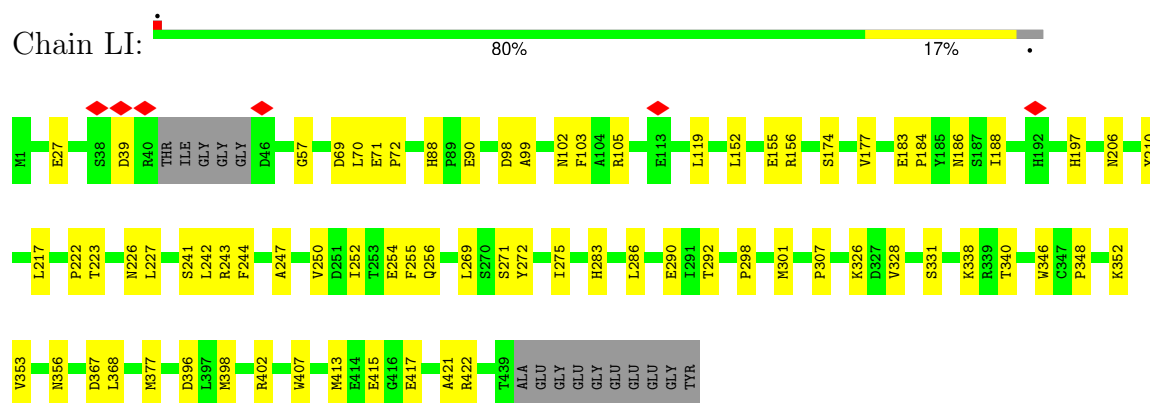 Chain LI:
80% 17%
M1 E27 S38 D39 R40 THR ILE GLY GLY GLY D46 G57 D69 L70 E71 P72 H88 P89 E90 D98 A99 N102 F103 A104 R105 E113 L119 L152 E155 R156 S174 V177 E183 P184 Y185 N186 S187 I188 H192 H197 N206 Y210
L217 P222 T223 N226 L227 S241 L242 R243 F244 A247 V250 D251 I252 T253 E254 F255 Q256 L269 S270 S271 Y272 I275 H283 L286 E290 I291 T292 P298 M301 P307 K326 D327 V328 S331 K338 R339 T340 W346 C347 P348 K352
V353 N356 D367 L368 M377 D396 L397 M398 R402 W407 M413 E414 E415 G416 E417 A421 R422 T439 ALA GLU GLY GLU GLU GLY GLU GLU GLU GLY TYR